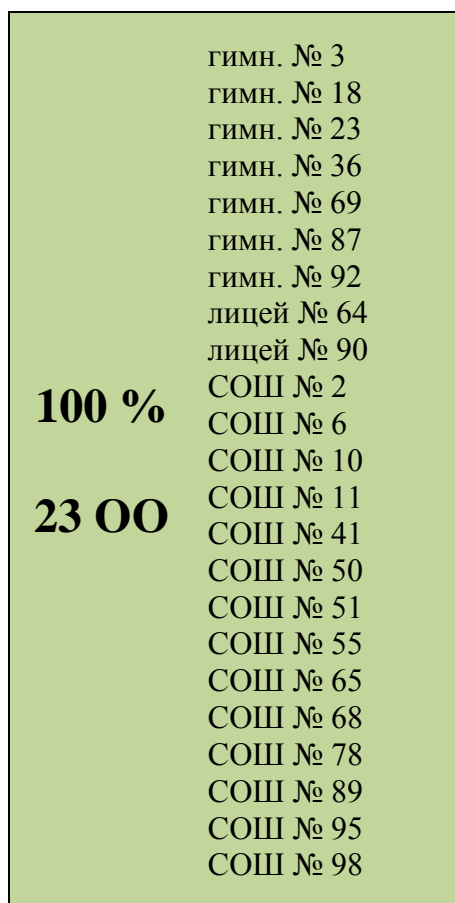 100 %
23 ОО
гимн. № 3
гимн. № 18
гимн. № 23
гимн. № 36
гимн. № 69
гимн. № 87
гимн. № 92
лицей № 64
лицей № 90
СОШ № 2
СОШ № 6
СОШ № 10
СОШ № 11
СОШ № 41
СОШ № 50
СОШ № 51
СОШ № 55
СОШ № 65
СОШ № 68
СОШ № 78
СОШ № 89
СОШ № 95
СОШ № 98